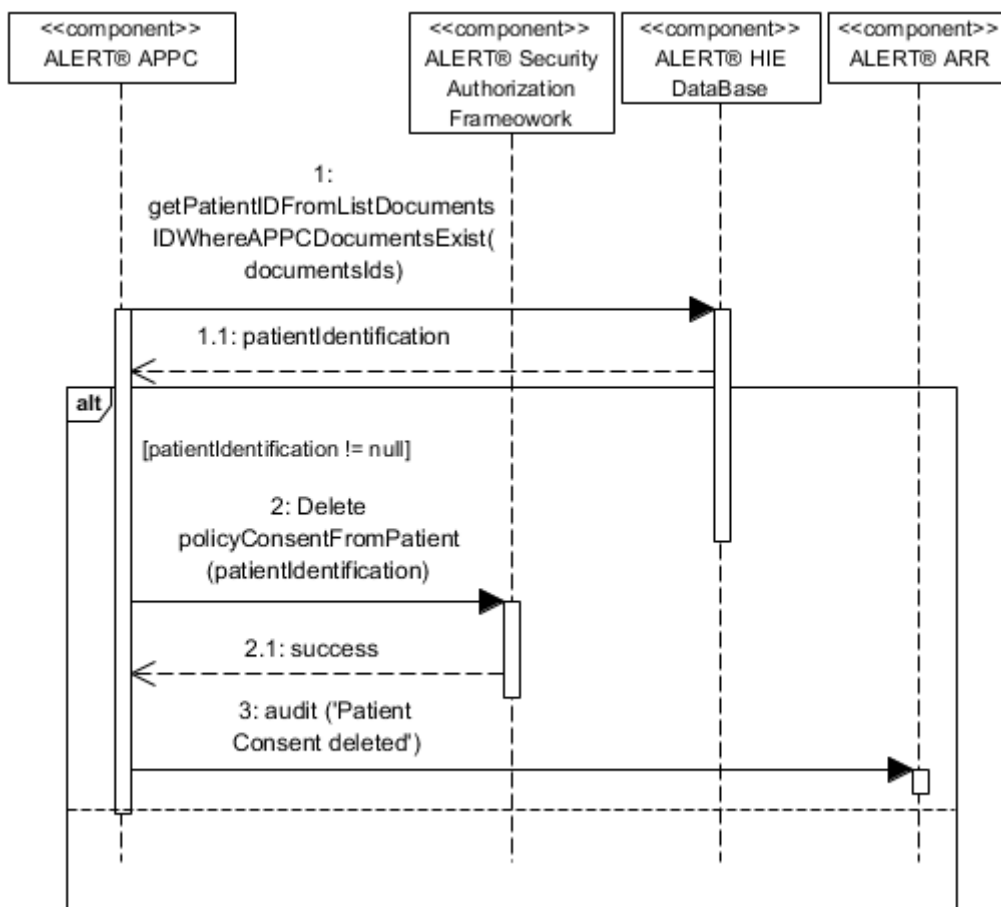 <<component>>
ALERT® APPC
<<component>>
ALERT® Security
Authorization
Frameowork
<<component>>
ALERT® HIE
DataBase
<<component>>
ALERT® ARR
1:
getPatientIDFromListDocuments
IDWhereAPPCDocumentsExist(
documentsIds)
1.1: patientIdentification
alt
[patientIdentification != null]
2: Delete
policyConsentFromPatient
(patientIdentification)
2.1: success
3: audit ('Patient
Consent deleted')